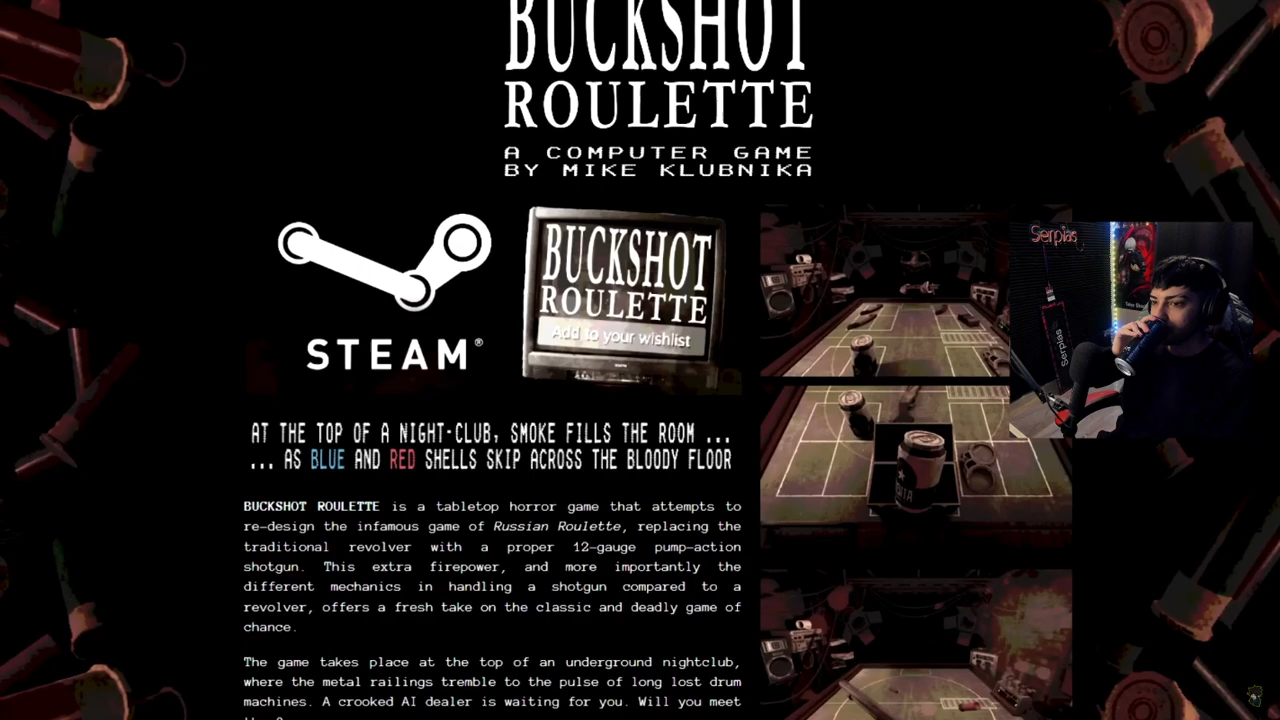 BUCKSHOT
ROULETTE
A COMPUTER GAME
BY MIKE KLUBNIKA
STEAM®
BUCKSHOT
ROULETTE
Add to your wishlist
Serpias
Serpias
AT THE TOP OF A NIGHT-CLUB, SMOKE FILLS THE ROOM ...
... AS BLUE AND RED SHELLS SKIP ACROSS THE BLOODY FLOOR
BUCKSHOT ROULETTE is a tabletop horror game that attempts to
re-design the infamous game of Russian Roulette, replacing the
traditional revolver with a proper 12-gauge pump-action
shotgun. This extra firepower, and more importantly the
different mechanics in handling a shotgun compared to a
revolver, offers a fresh take on the classic and deadly game of
chance.
The game takes place at the top of an underground nightclub,
where the metal railings tremble to the pulse of long lost drum
machines. A crooked AI dealer is waiting for you. Will you meet